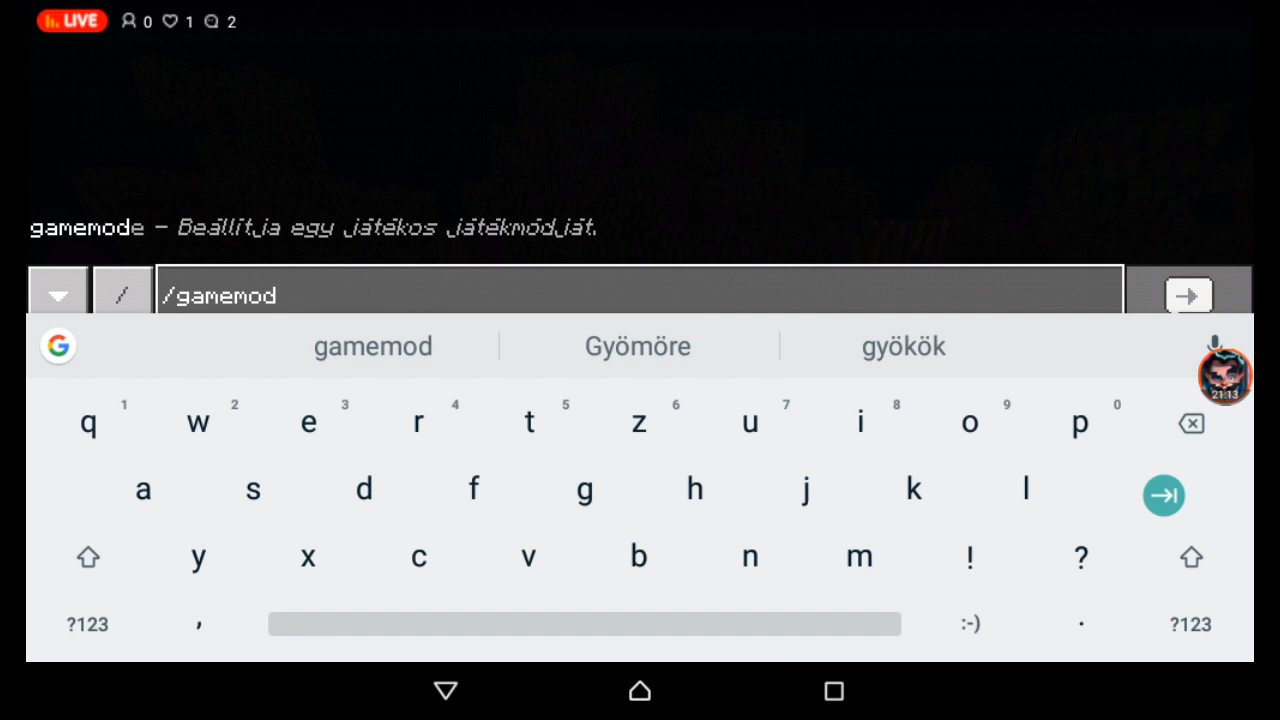 LIVE 0 1 2
gamemode – Beállítja egy játékos játékmódját.
/ /gamemod
gamemod Gyömöre gyökök
21:13
q 1 w 2 e 3 r 4 t 5 z 6 u 7 i 8 o 9 p 0
a s d f g h j k l
y x c v b n m ! ?
?123 , :-) . ?123